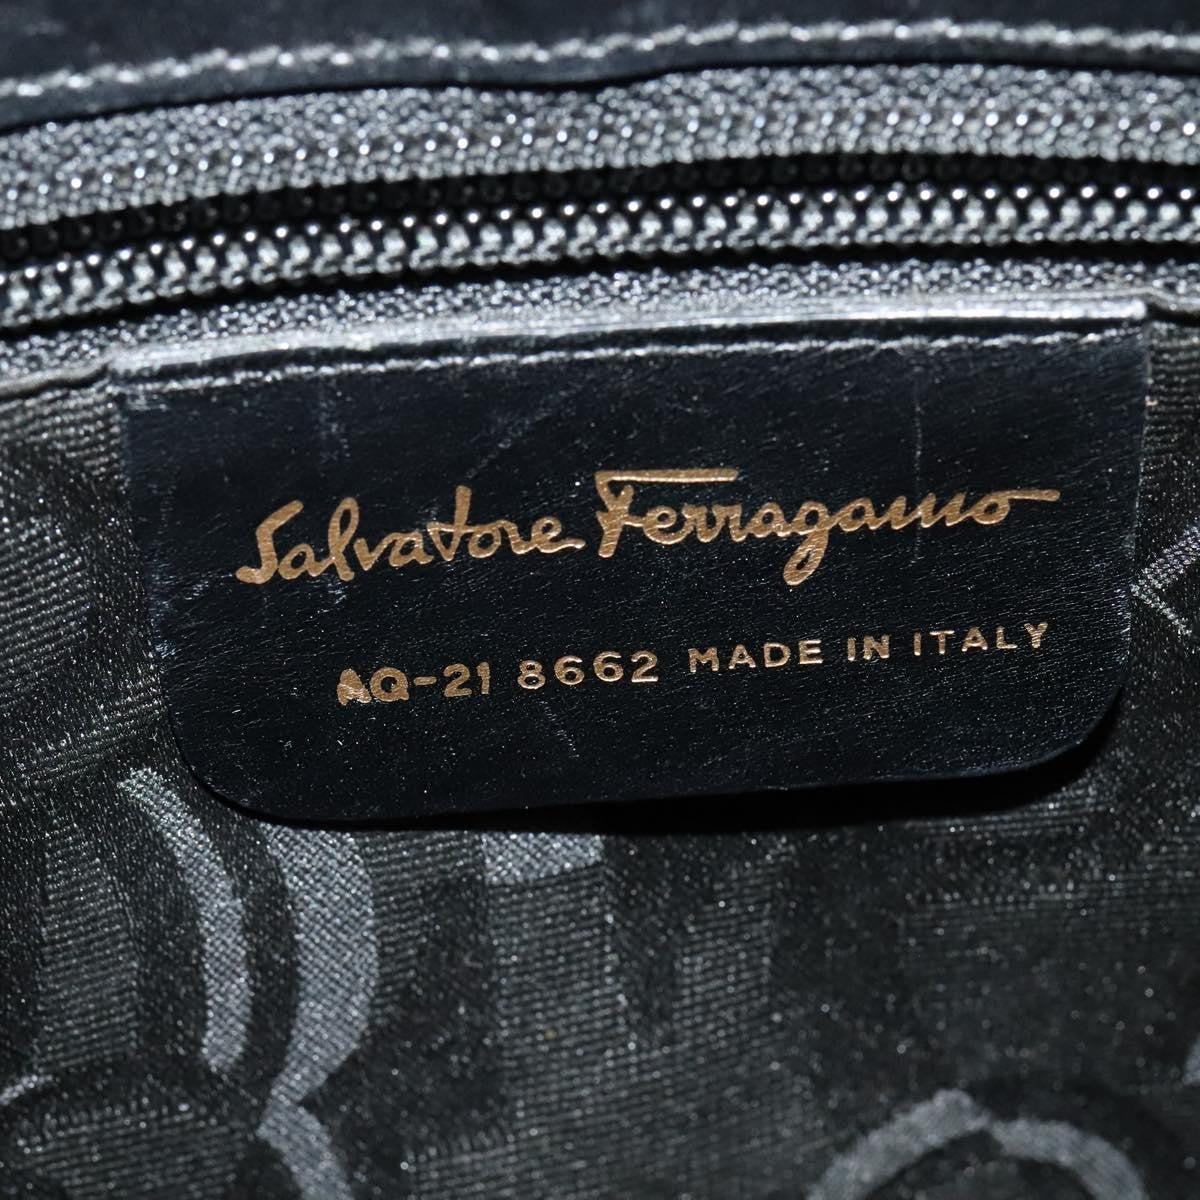 Salvatore Ferragamo
AQ-21 8662 MADE IN ITALY